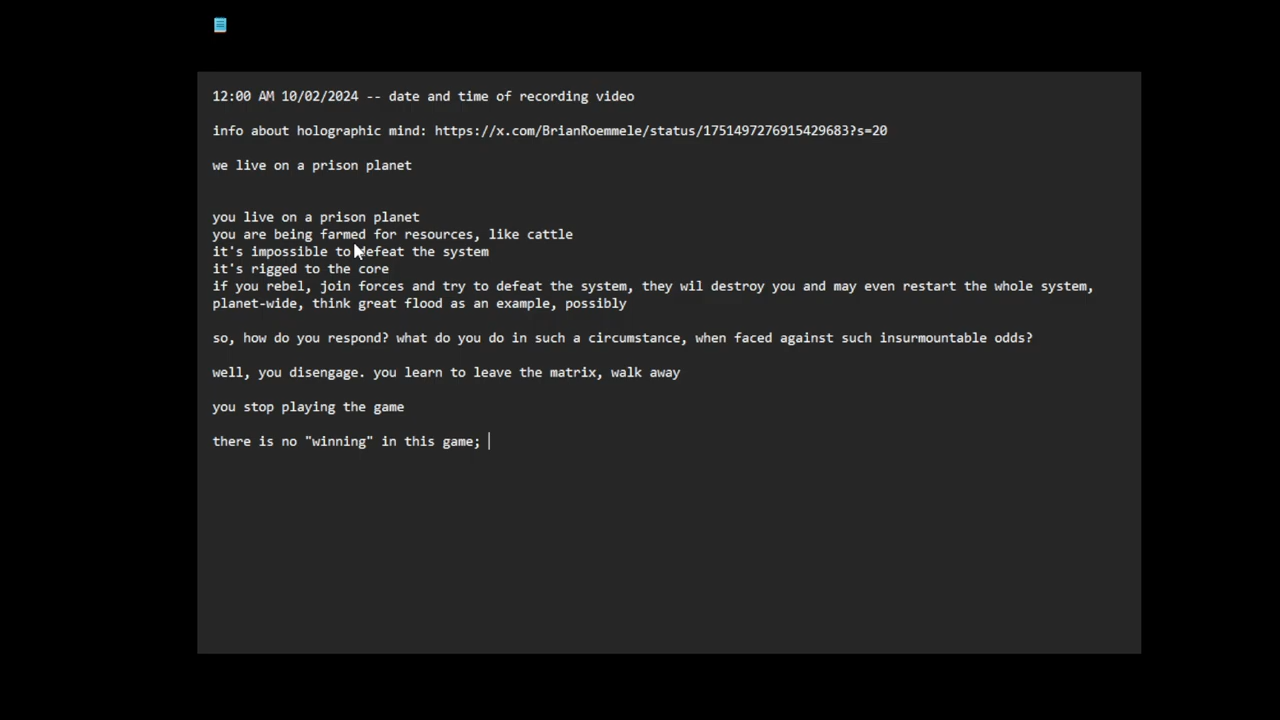 12:00 AM 10/02/2024 -- date and time of recording video
info about holographic mind: https://x.com/BrianRoemmele/status/1751497276915429683?s=20
we live on a prison planet
you live on a prison planet
you are being farmed for resources, like cattle
it's impossible to defeat the system
it's rigged to the core
if you rebel, join forces and try to defeat the system, they wil destroy you and may even restart the whole system,
planet-wide, think great flood as an example, possibly
so, how do you respond? what do you do in such a circumstance, when faced against such insurmountable odds?
well, you disengage. you learn to leave the matrix, walk away
you stop playing the game
there is no "winning" in this game;